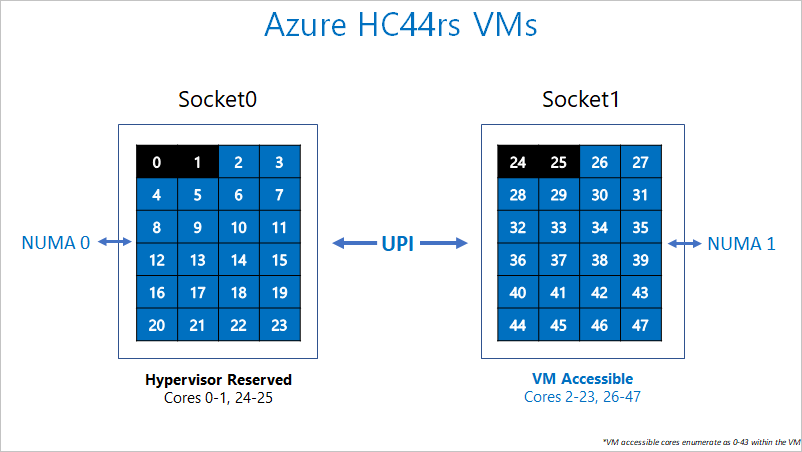 Azure HC44rs VMs
Socket0
Socket1
0 1 2 3
4 5 6 7
8 9 10 11
12 13 14 15
16 17 18 19
20 21 22 23
24 25 26 27
28 29 30 31
32 33 34 35
36 37 38 39
40 41 42 43
44 45 46 47
NUMA 0
UPI
NUMA 1
Hypervisor Reserved
Cores 0-1, 24-25
VM Accessible
Cores 2-23, 26-47
*VM accessible cores enumerate as 0-43 within the VM